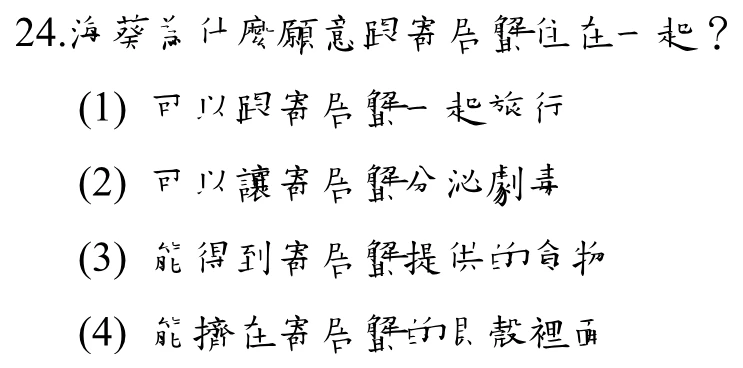 24.海葵為什麼願意跟寄居蟹住在一起？
(1) 可以跟寄居蟹一起旅行
(2) 可以讓寄居蟹分泌劇毒
(3) 能得到寄居蟹提供的食物
(4) 能擠在寄居蟹的貝殼裡面